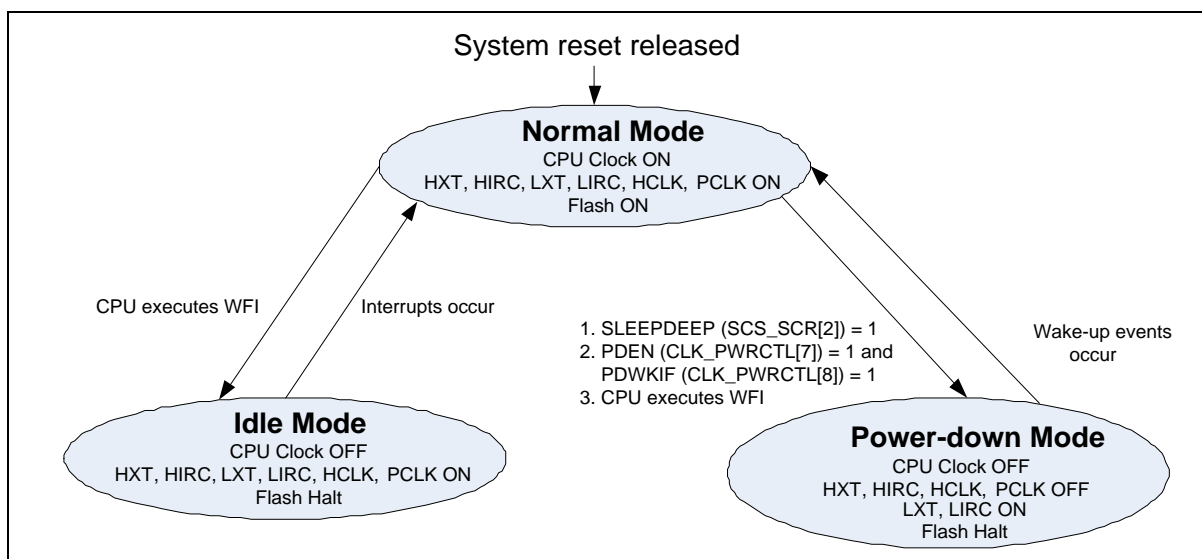 System reset released
Normal Mode
CPU Clock ON
HXT, HIRC, LXT, LIRC, HCLK, PCLK ON
Flash ON
CPU executes WFI
Interrupts occur
1. SLEEPDEEP (SCS_SCR[2]) = 1
2. PDEN (CLK_PWRCTL[7]) = 1 and
PDWKIF (CLK_PWRCTL[8]) = 1
3. CPU executes WFI
Wake-up events
occur
Idle Mode
CPU Clock OFF
HXT, HIRC, LXT, LIRC, HCLK, PCLK ON
Flash Halt
Power-down Mode
CPU Clock OFF
HXT, HIRC, HCLK, PCLK OFF
LXT, LIRC ON
Flash Halt